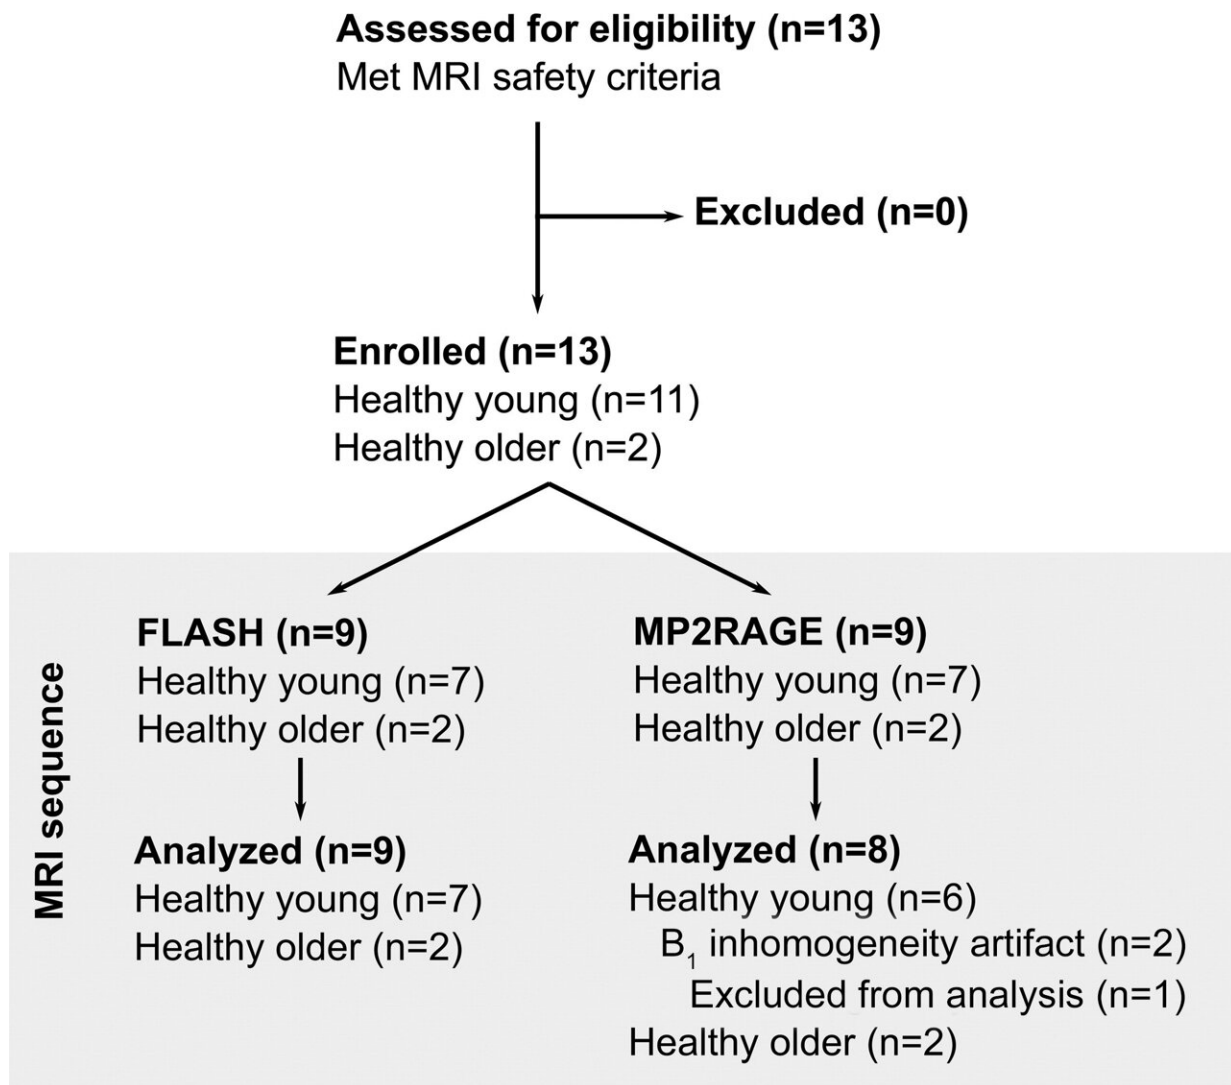 Assessed for eligibility (n=13)
Met MRI safety criteria
Excluded (n=0)
Enrolled (n=13)
Healthy young (n=11)
Healthy older (n=2)
MRI sequence
FLASH (n=9)
Healthy young (n=7)
Healthy older (n=2)
Analyzed (n=9)
Healthy young (n=7)
Healthy older (n=2)
MP2RAGE (n=9)
Healthy young (n=7)
Healthy older (n=2)
Analyzed (n=8)
Healthy young (n=6)
B₁ inhomogeneity artifact (n=2)
Excluded from analysis (n=1)
Healthy older (n=2)